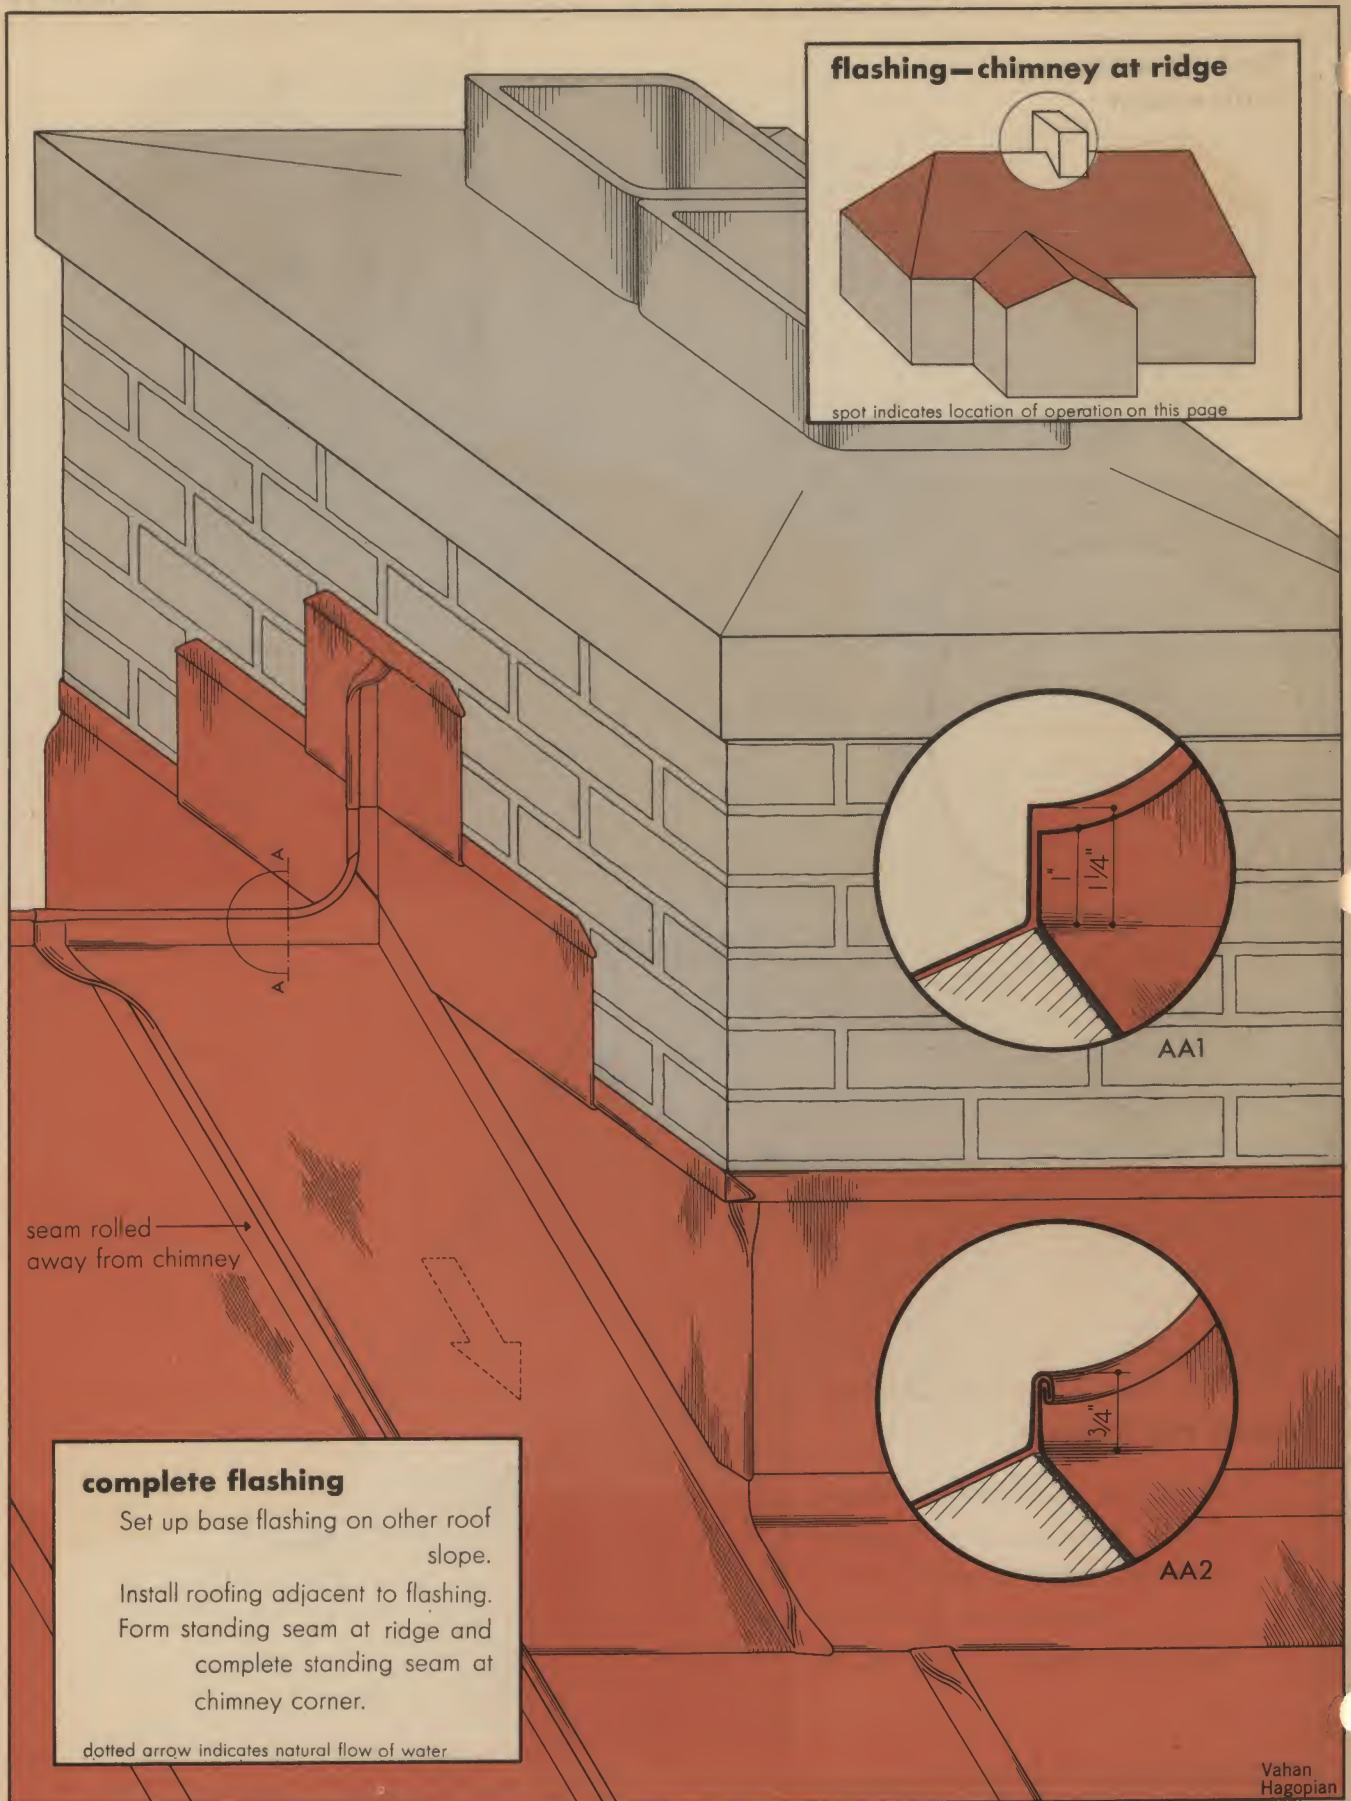 flashing—chimney at ridge
spot indicates location of operation on this page
A
A
1"
1 1/4"
AA1
seam rolled
away from chimney
3/4"
AA2
complete flashing
Set up base flashing on other roof
slope.
Install roofing adjacent to flashing.
Form standing seam at ridge and
complete standing seam at
chimney corner.
dotted arrow indicates natural flow of water
Vahan
Hagopian